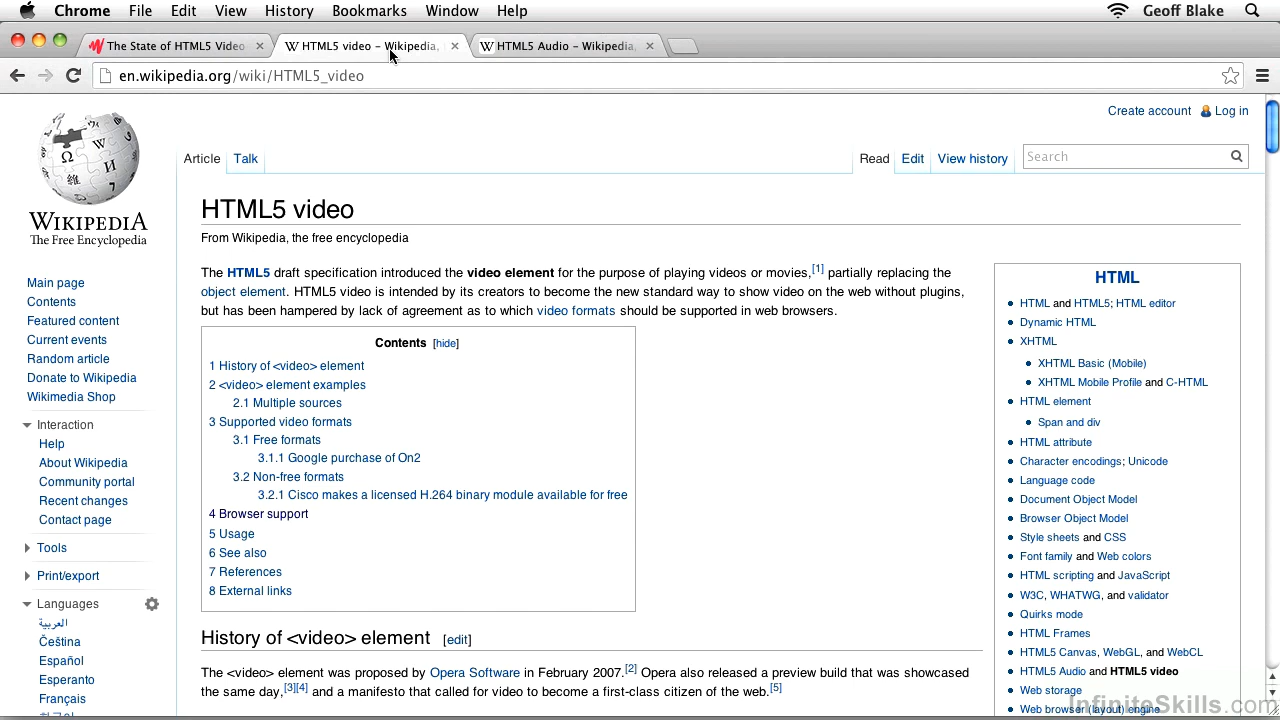 Chrome File Edit View History Bookmarks Window Help Geoff Blake
The State of HTML5 Video
W HTML5 video – Wikipedia,
W HTML5 Audio – Wikipedia,
en.wikipedia.org/wiki/HTML5_video
Create account Log in
WIKIPEDIA
The Free Encyclopedia
Article Talk
Read Edit View history Search
Main page
Contents
Featured content
Current events
Random article
Donate to Wikipedia
Wikimedia Shop
Interaction
Help
About Wikipedia
Community portal
Recent changes
Contact page
Tools
Print/export
Languages
العربية
Čeština
Español
Esperanto
Français
HTML5 video
From Wikipedia, the free encyclopedia
The HTML5 draft specification introduced the video element for the purpose of playing videos or movies,[1] partially replacing the
object element. HTML5 video is intended by its creators to become the new standard way to show video on the web without plugins,
but has been hampered by lack of agreement as to which video formats should be supported in web browsers.
Contents [hide]
1 History of <video> element
2 <video> element examples
2.1 Multiple sources
3 Supported video formats
3.1 Free formats
3.1.1 Google purchase of On2
3.2 Non-free formats
3.2.1 Cisco makes a licensed H.264 binary module available for free
4 Browser support
5 Usage
6 See also
7 References
8 External links
History of <video> element [edit]
The <video> element was proposed by Opera Software in February 2007.[2] Opera also released a preview build that was showcased
the same day,[3][4] and a manifesto that called for video to become a first-class citizen of the web.[5]
HTML
HTML and HTML5; HTML editor
Dynamic HTML
XHTML
XHTML Basic (Mobile)
XHTML Mobile Profile and C-HTML
HTML element
Span and div
HTML attribute
Character encodings; Unicode
Language code
Document Object Model
Browser Object Model
Style sheets and CSS
Font family and Web colors
HTML scripting and JavaScript
W3C, WHATWG, and validator
Quirks mode
HTML Frames
HTML5 Canvas, WebGL, and WebCL
HTML5 Audio and HTML5 video
Web storage
Web browser (layout) engine
InfiniteSkills.com